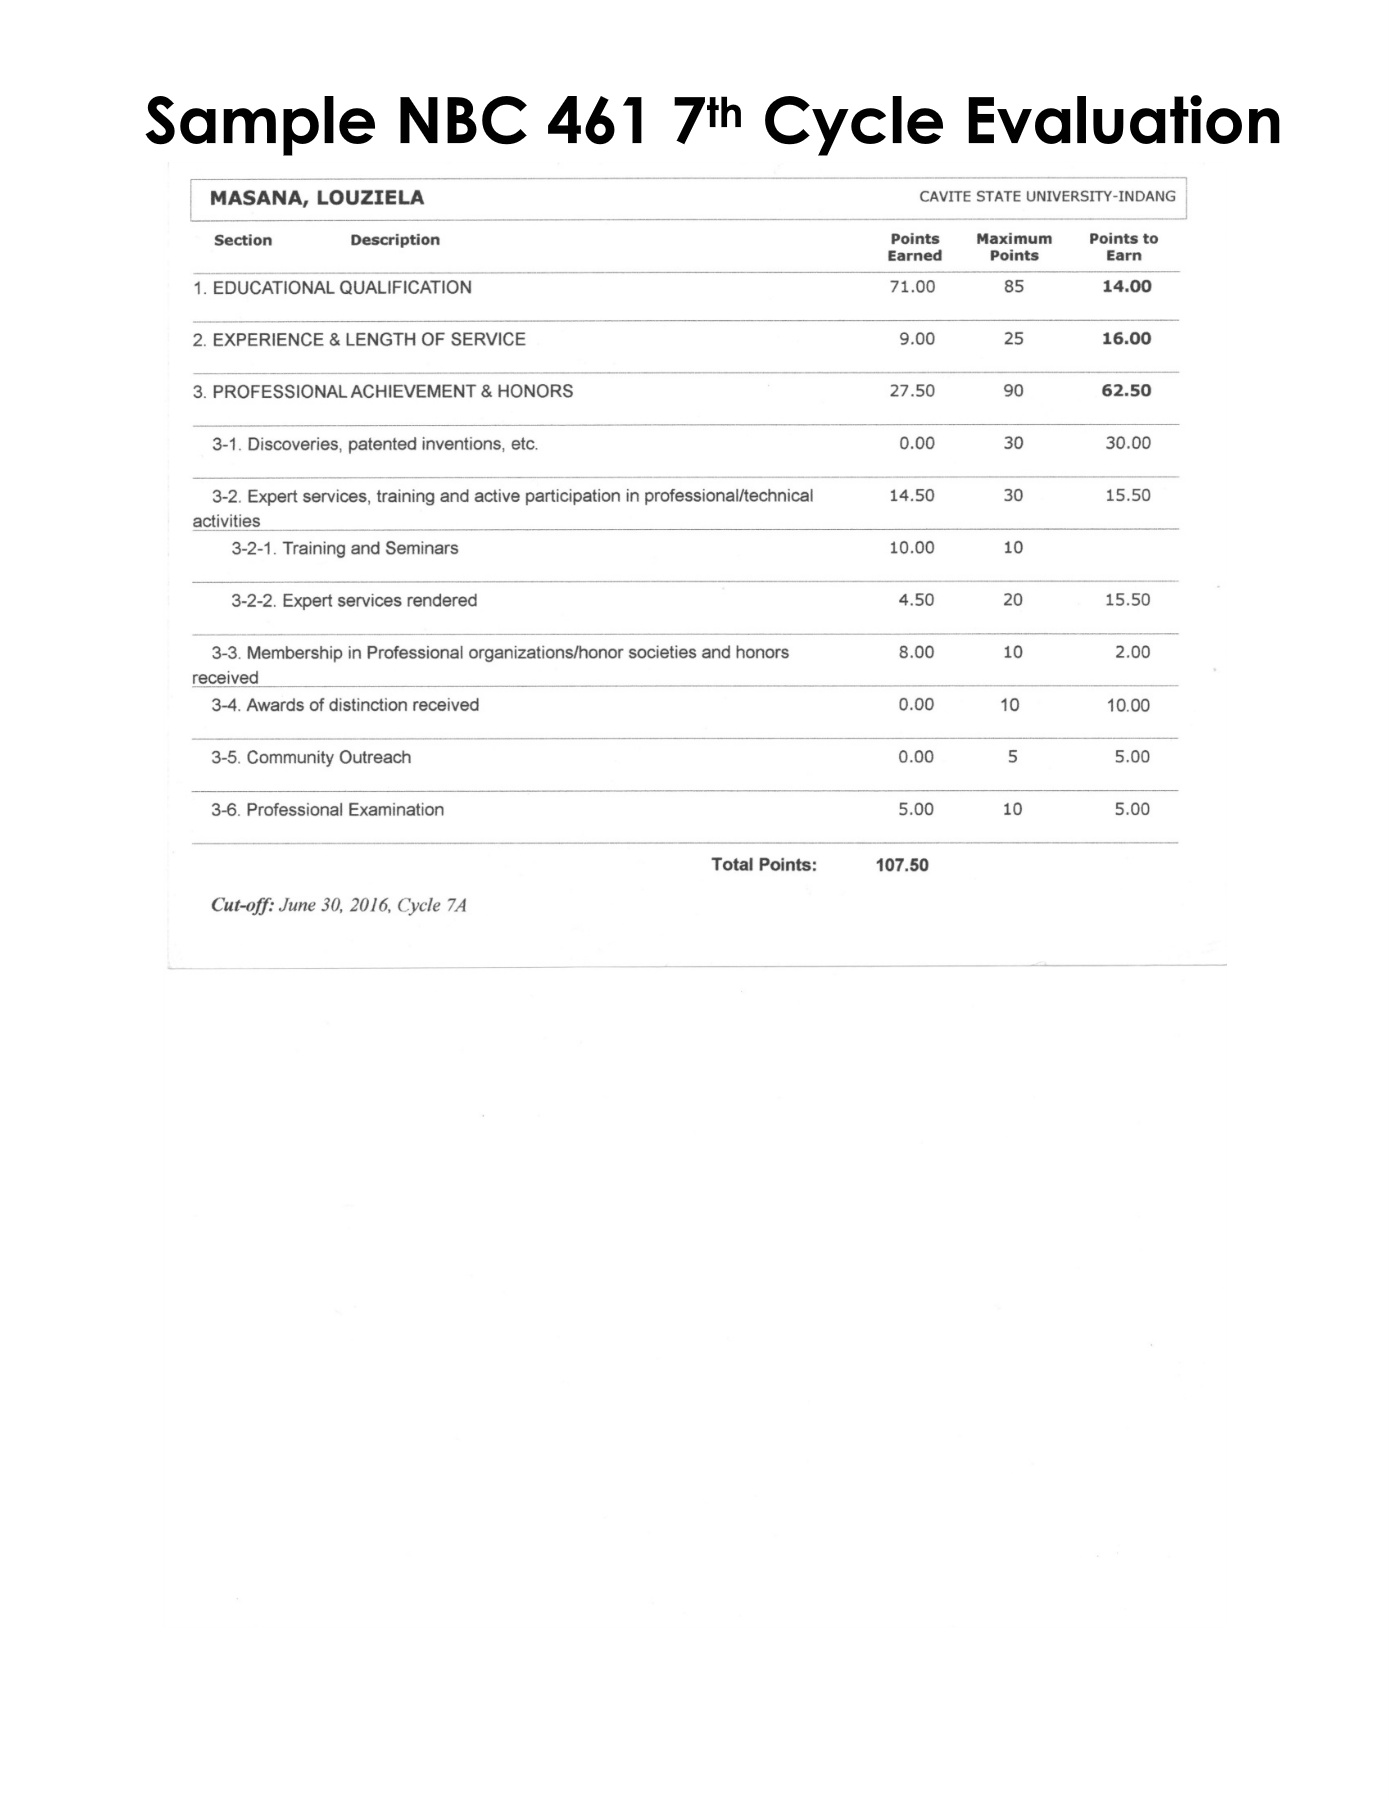 Sample NBC 461 7th Cycle Evaluation
MASANA, LOUZIELA CAVITE STATE UNIVERSITY-INDANG
Section Description Points Earned Maximum Points Points to Earn
1. EDUCATIONAL QUALIFICATION 71.00 85 14.00
2. EXPERIENCE & LENGTH OF SERVICE 9.00 25 16.00
3. PROFESSIONAL ACHIEVEMENT & HONORS 27.50 90 62.50
3-1. Discoveries, patented inventions, etc. 0.00 30 30.00
3-2. Expert services, training and active participation in professional/technical 14.50 30 15.50
activities
3-2-1. Training and Seminars 10.00 10
3-2-2. Expert services rendered 4.50 20 15.50
3-3. Membership in Professional organizations/honor societies and honors 8.00 10 2.00
received
3-4. Awards of distinction received 0.00 10 10.00
3-5. Community Outreach 0.00 5 5.00
3-6. Professional Examination 5.00 10 5.00
Total Points: 107.50
Cut-off: June 30, 2016, Cycle 7A